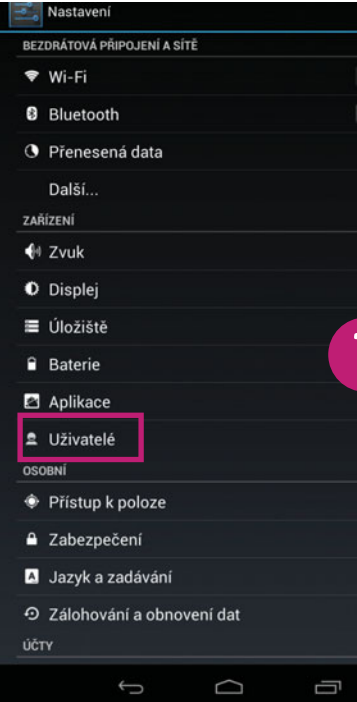 Nastavení
BEZDRÁTOVÁ PŘIPOJENÍ A SÍTĚ
Wi-Fi
Bluetooth
Přenesená data
Další...
ZAŘÍZENÍ
Zvuk
Displej
Úložiště
Baterie
Aplikace
Uživatelé
OSOBNÍ
Přístup k poloze
Zabezpečení
Jazyk a zadávání
Zálohování a obnovení dat
ÚČTY